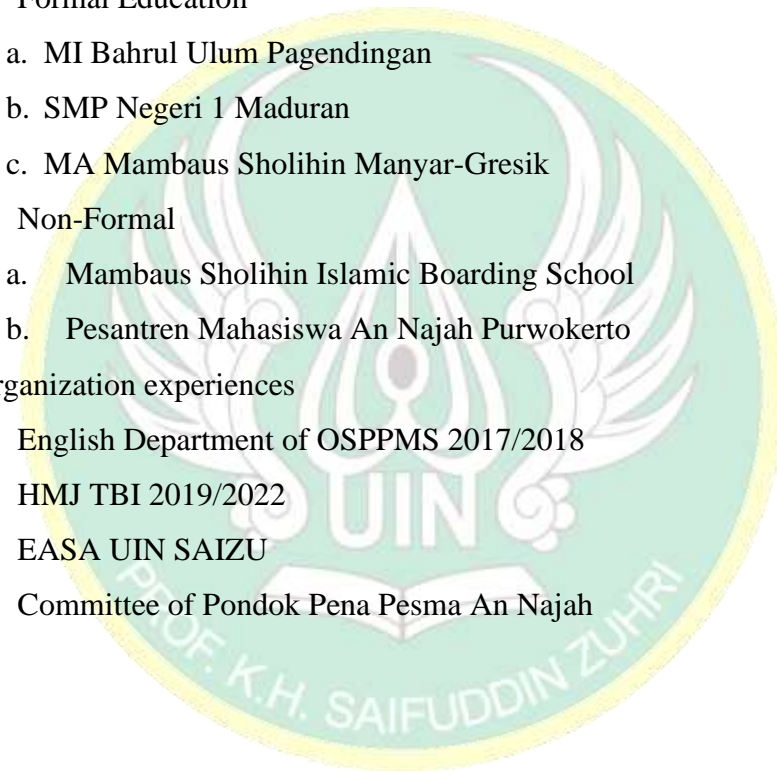 Formal Education
a. MI Bahrul Ulum Pagendingan
b. SMP Negeri 1 Maduran
c. MA Mambaus Sholihin Manyar-Gresik
Non-Formal
a. Mambaus Sholihin Islamic Boarding School
b. Pesantren Mahasiswa An Najah Purwokerto
rganization experiences
English Department of OSPPMS 2017/2018
HMJ TBI 2019/2022
EASA UIN SAIZU
Committee of Pondok Pena Pesma An Najah
UIN
PROF. K.H. SAIFUDDIN ZUHRI